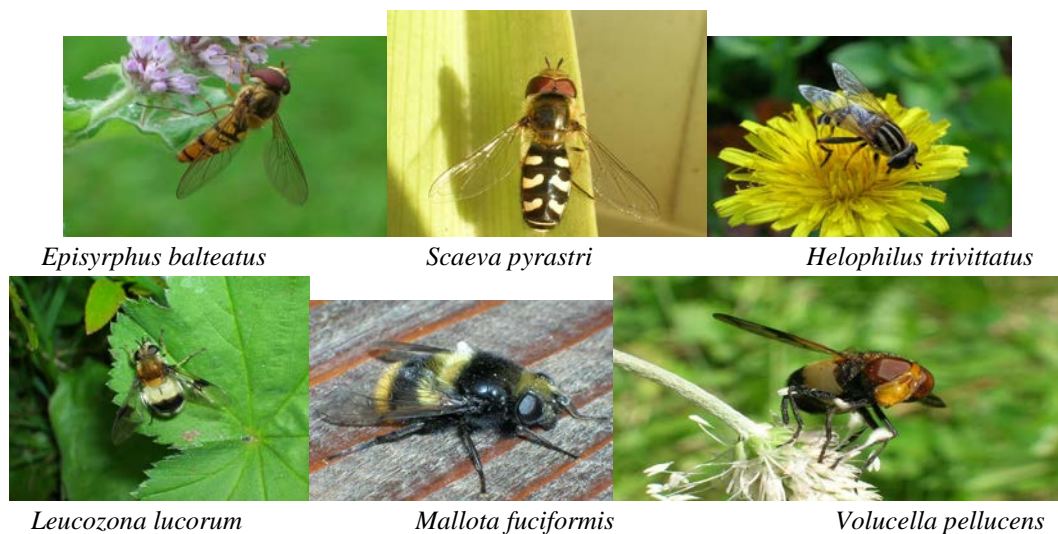 Episyrphus balteatus
Scaeva pyrastri
Helophilus trivittatus
Leucozona lucorum
Mallota fuciformis
Volucella pellucens